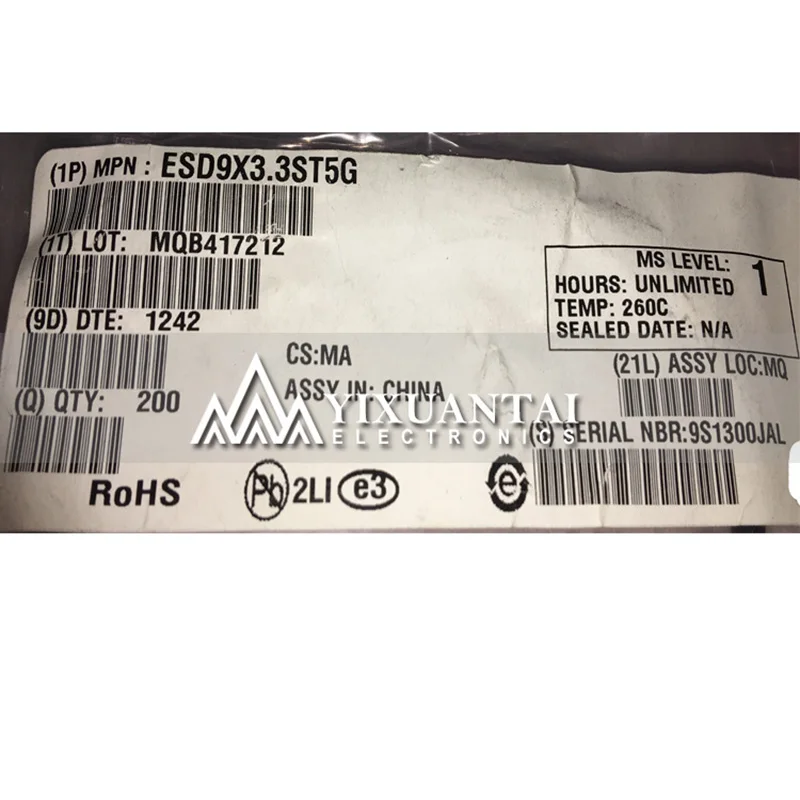 (1P) MPN : ESD9X3.3ST5G
(1T) LOT: MQB417212
MS LEVEL: 1
HOURS: UNLIMITED
TEMP: 260C
SEALED DATE: N/A
(9D) DTE: 1242
CS:MA
(21L) ASSY LOC:MQ
(Q) QTY: 200
ASSY IN: CHINA
YIXUANTAI
ELECTRONICS
(S) SERIAL NBR:9S1300JAL
RoHS
Pb 2LI e3
e